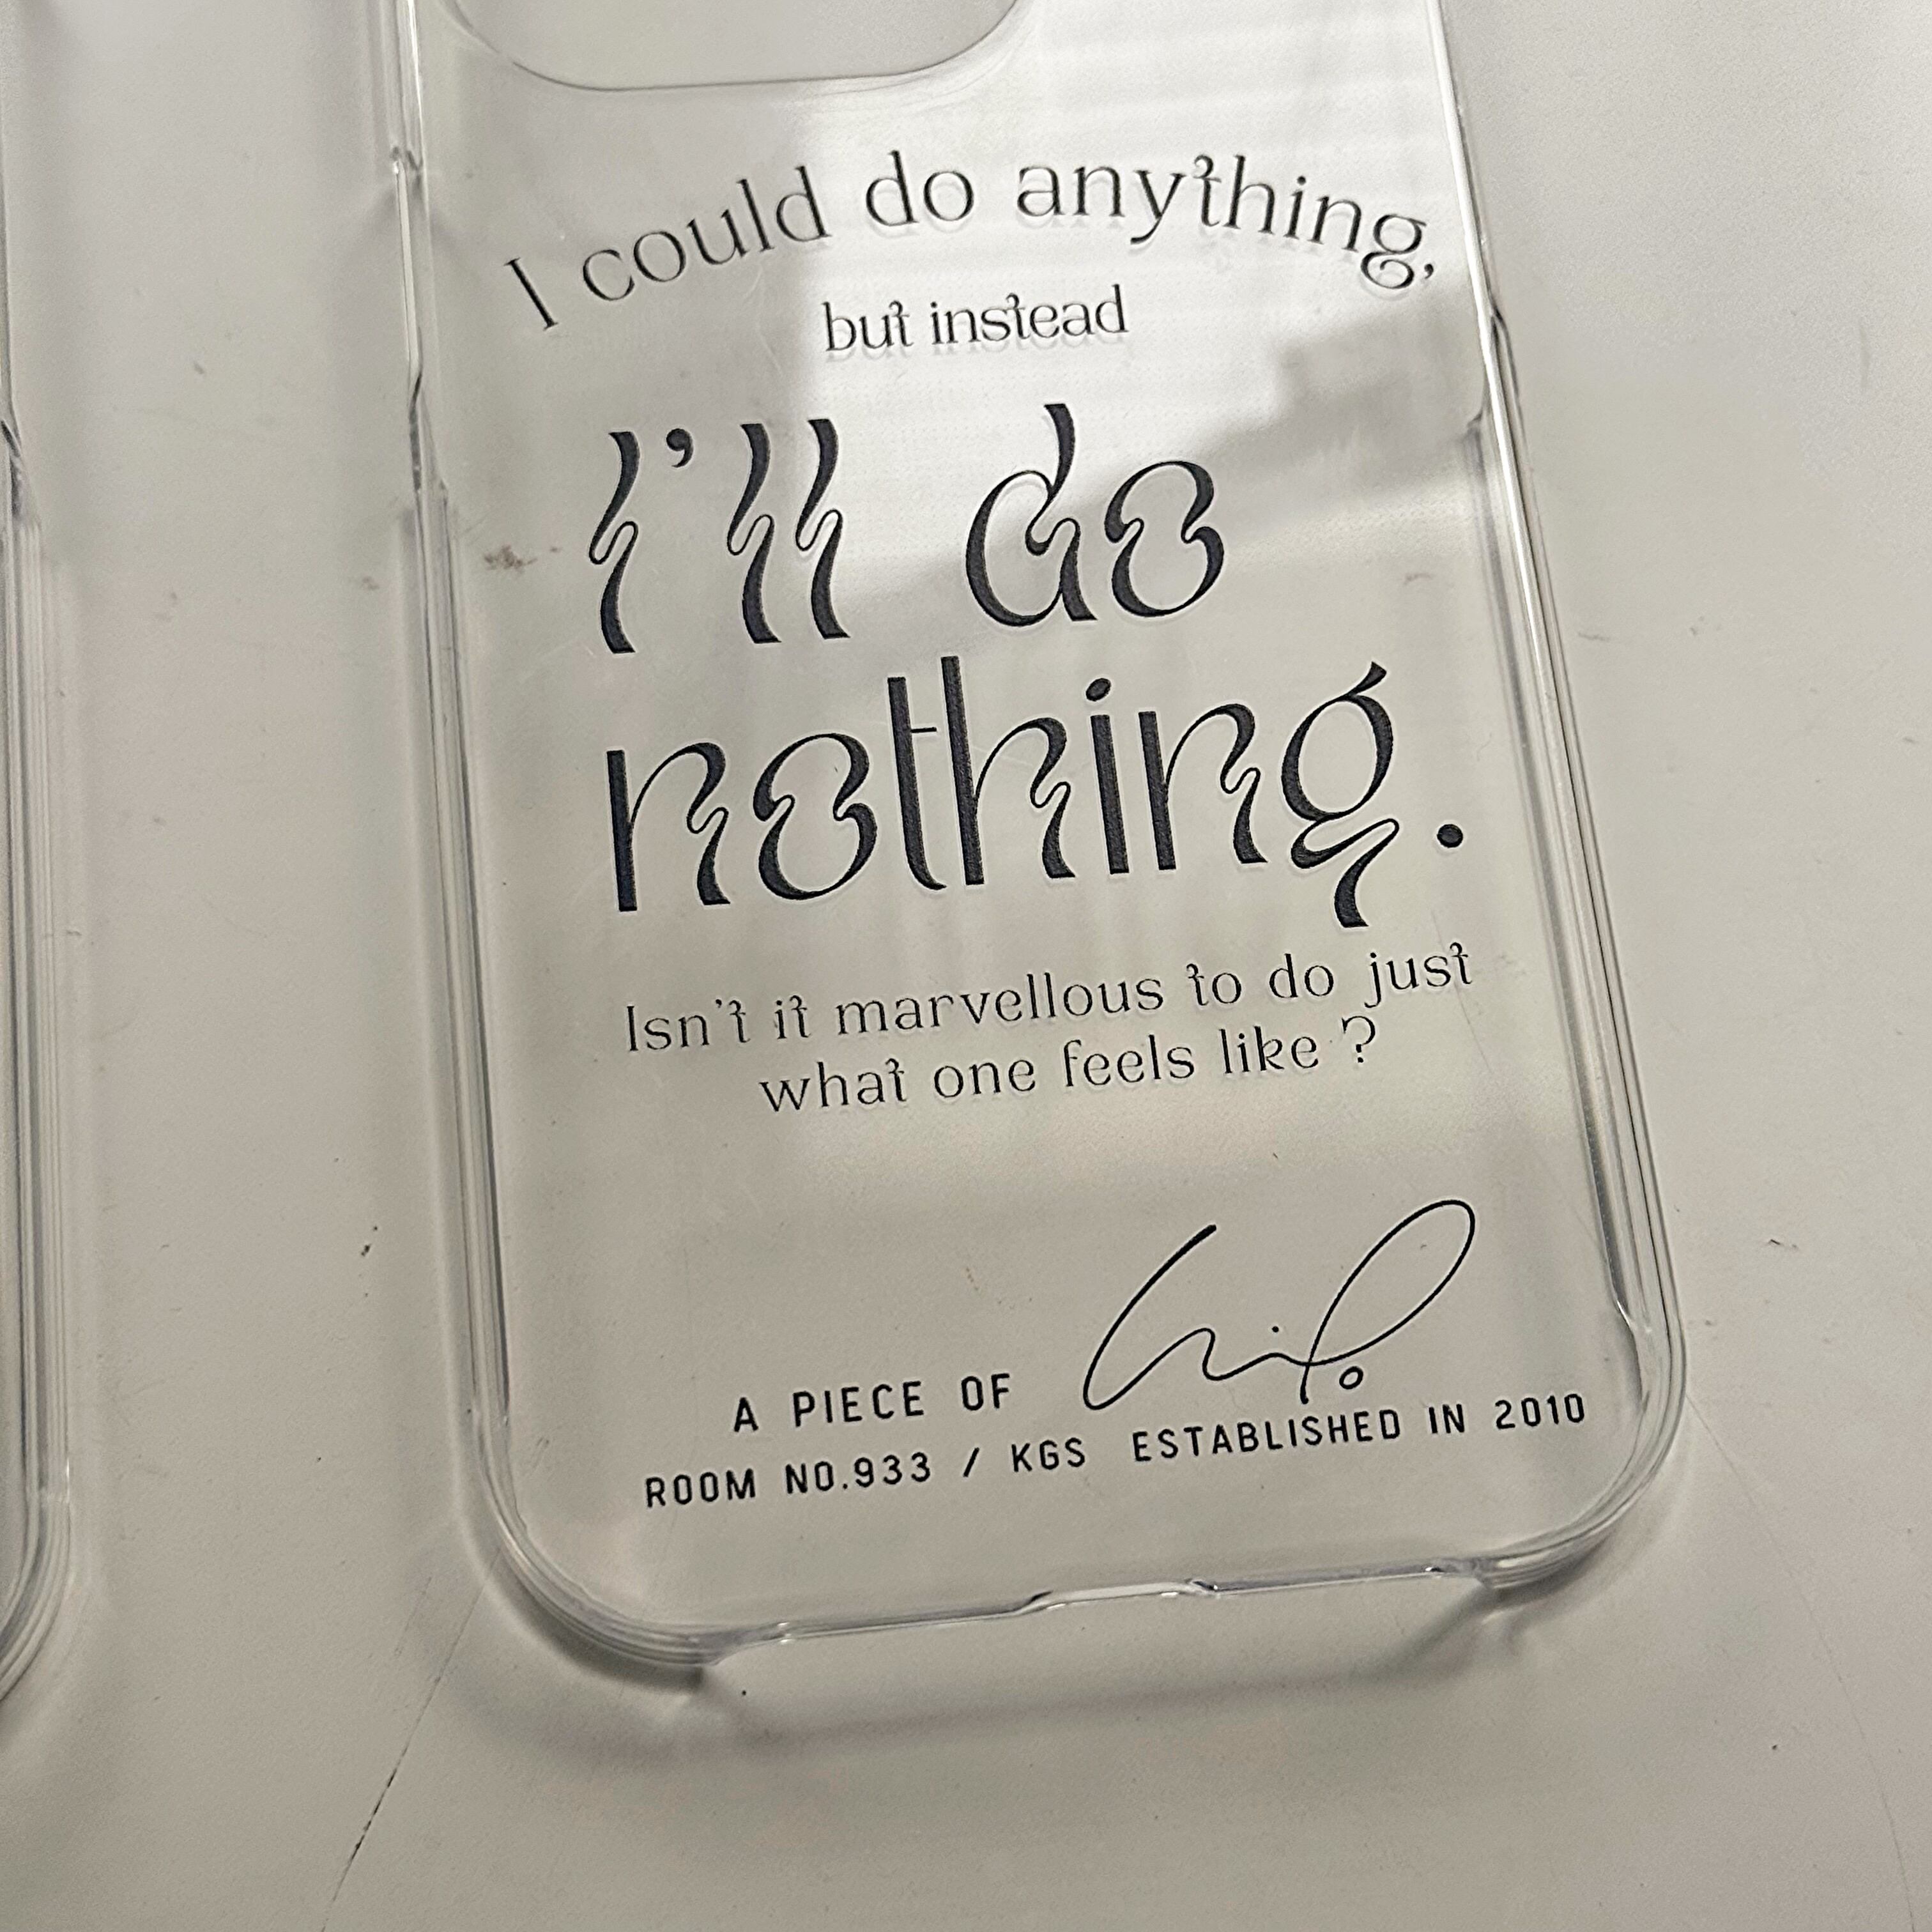 I could do anything,
but instead
I'll do
nothing.
Isn't it marvellous to do just
what one feels like ?
A PIECE OF
ROOM NO.933 / KGS ESTABLISHED IN 2010